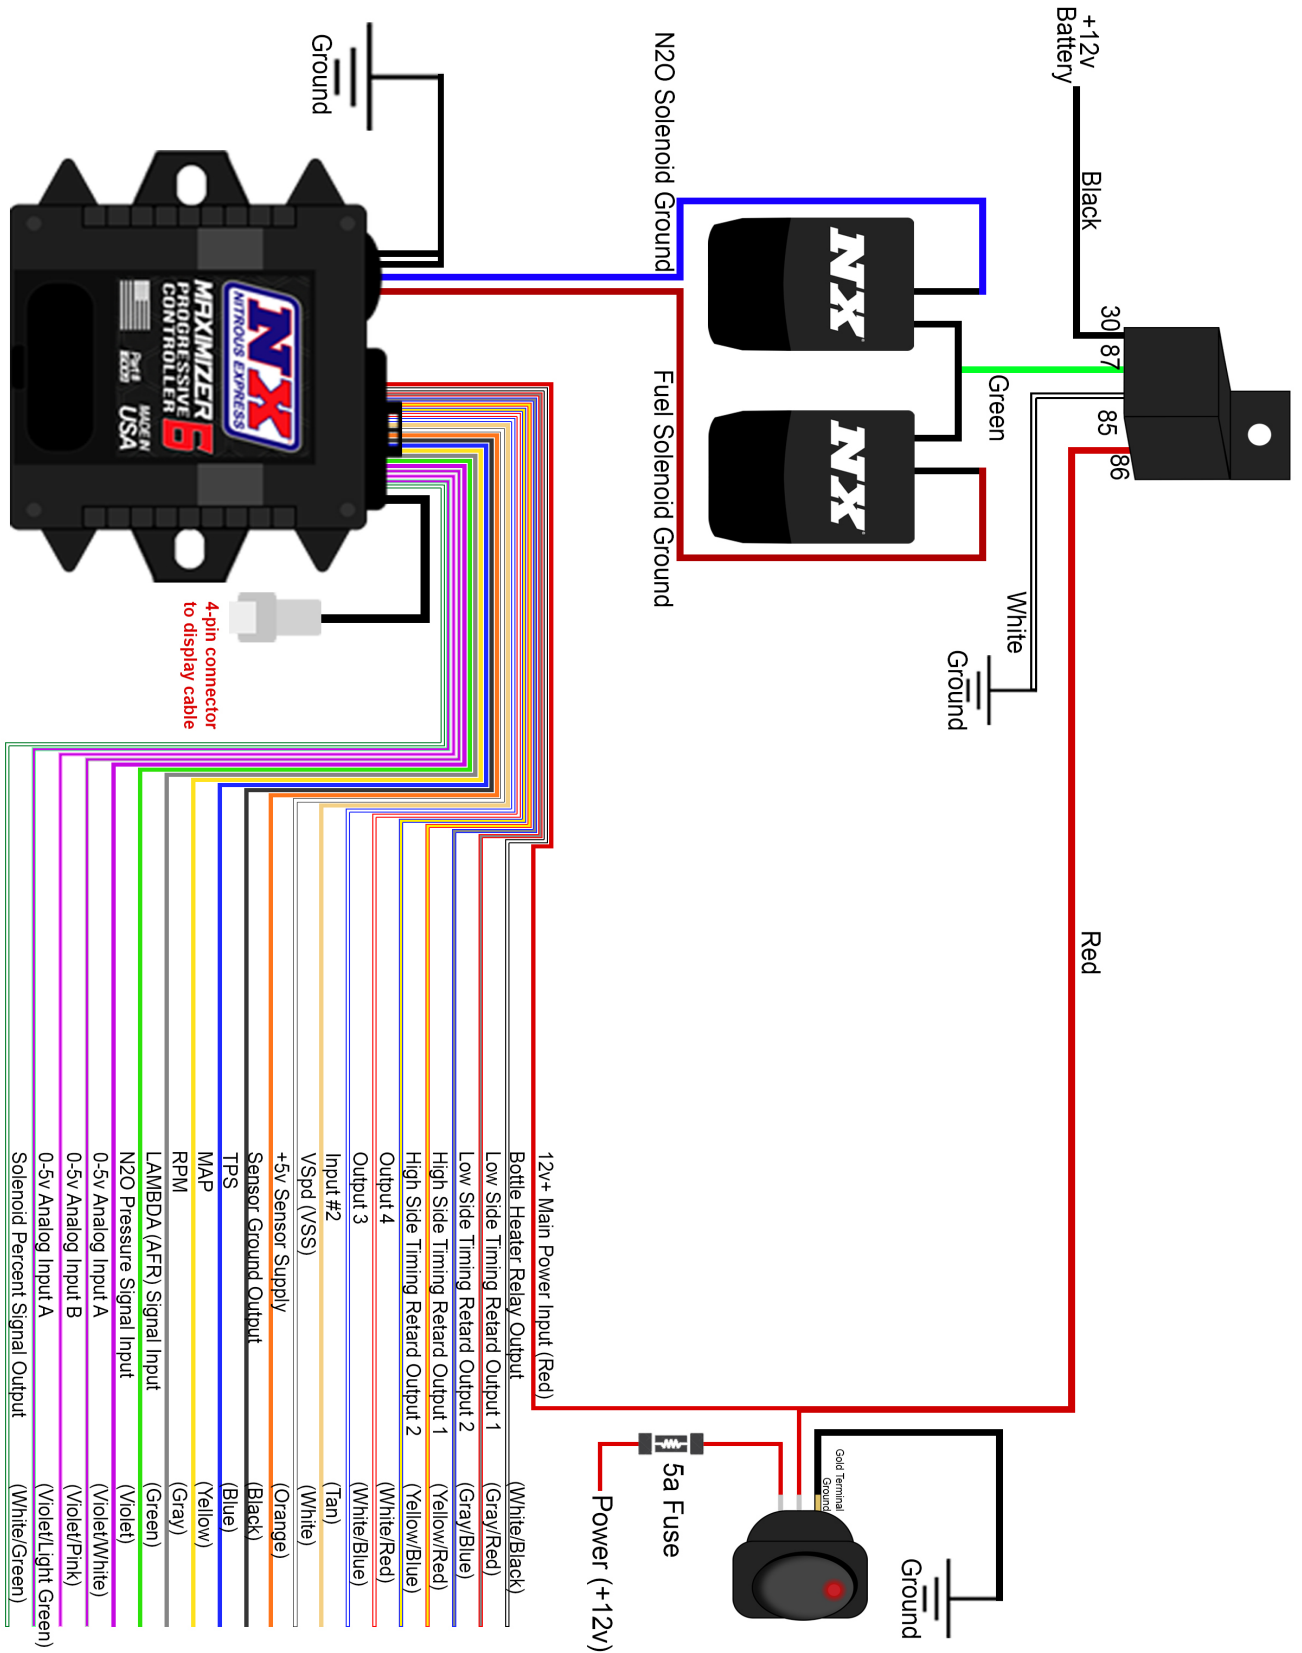 +12v
Battery
Black
30
87
85
86
Green
White
Ground
Red
N2O Solenoid Ground
Fuel Solenoid Ground
NX
NX
Ground
NX
NITROUS EXPRESS
MAXIMIZER 6
PROGRESSIVE
CONTROLLER
MADE IN
USA
4-pin connector
to display cable
12v+ Main Power Input (Red)
Bottle Heater Relay Output (White/Black)
Low Side Timing Retard Output 1 (Gray/Red)
Low Side Timing Retard Output 2 (Gray/Blue)
High Side Timing Retard Output 1 (Yellow/Red)
High Side Timing Retard Output 2 (Yellow/Blue)
Output 4 (White/Red)
Output 3 (White/Blue)
Input #2 (Tan)
VSpd (VSS) (White)
+5v Sensor Supply (Orange)
Sensor Ground Output (Black)
TPS (Blue)
MAP (Yellow)
RPM (Gray)
LAMBDA (AFR) Signal Input (Green)
N2O Pressure Signal Input (Violet)
0-5v Analog Input A (Violet/White)
0-5v Analog Input B (Violet/Pink)
0-5v Analog Input A (Violet/Light Green)
Solenoid Percent Signal Output (White/Green)
Gold Terminal
Ground
5a Fuse
Power (+12v)
Ground